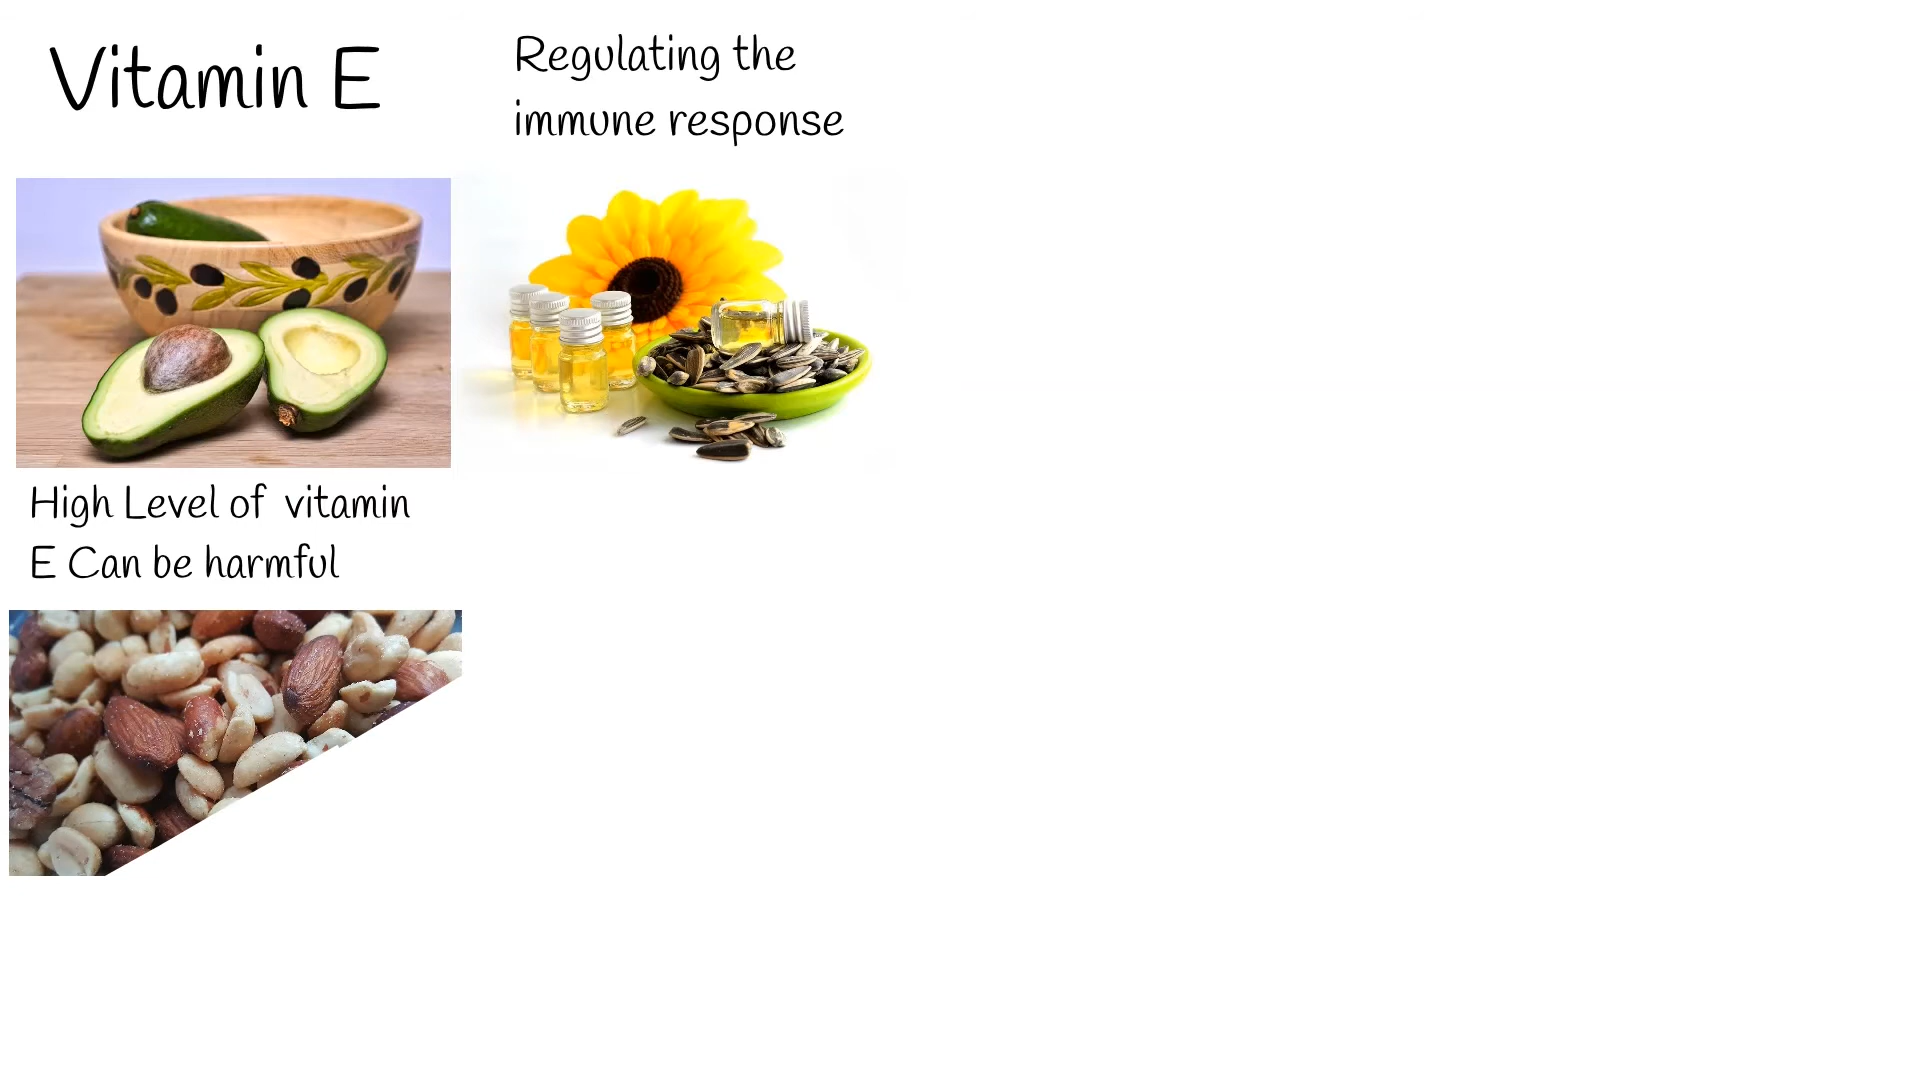 Vitamin E
Regulating the
immune response
High Level of vitamin
E Can be harmful